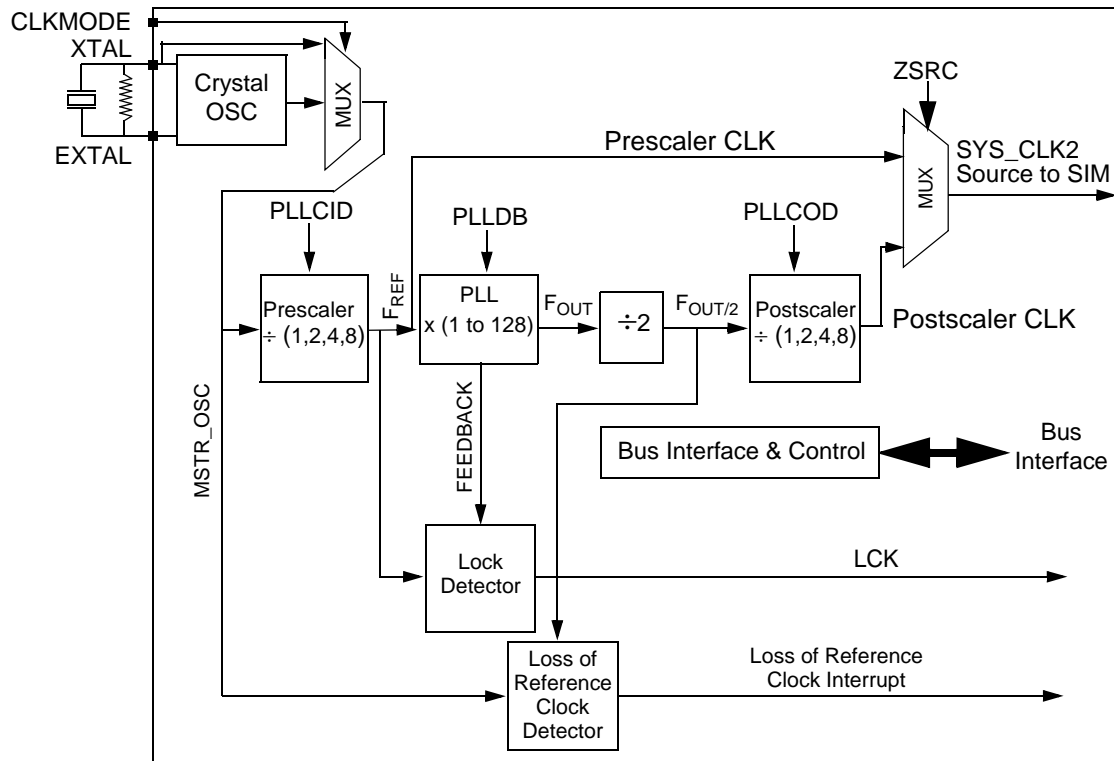 CLKMODE
XTAL
EXTAL
Crystal
OSC
MUX
ZSRC
Prescaler CLK
MUX
SYS_CLK2
Source to SIM
PLLCID
PLLDB
PLLCOD
Prescaler
÷ (1,2,4,8)
FREF
PLL
x (1 to 128)
FOUT
÷2
FOUT/2
Postscaler
÷ (1,2,4,8)
Postscaler CLK
MSTR_OSC
FEEDBACK
Bus Interface & Control
Bus
Interface
Lock
Detector
LCK
Loss of
Reference
Clock
Detector
Loss of Reference
Clock Interrupt